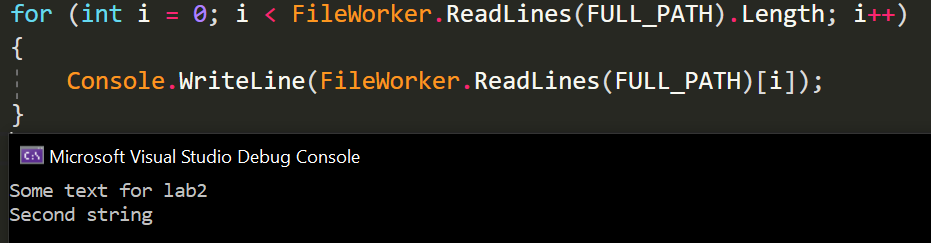 for (int i = 0; i < FileWorker.ReadLines(FULL_PATH).Length; i++)
{
    Console.WriteLine(FileWorker.ReadLines(FULL_PATH)[i]);
}
C:\ Microsoft Visual Studio Debug Console
Some text for lab2
Second string